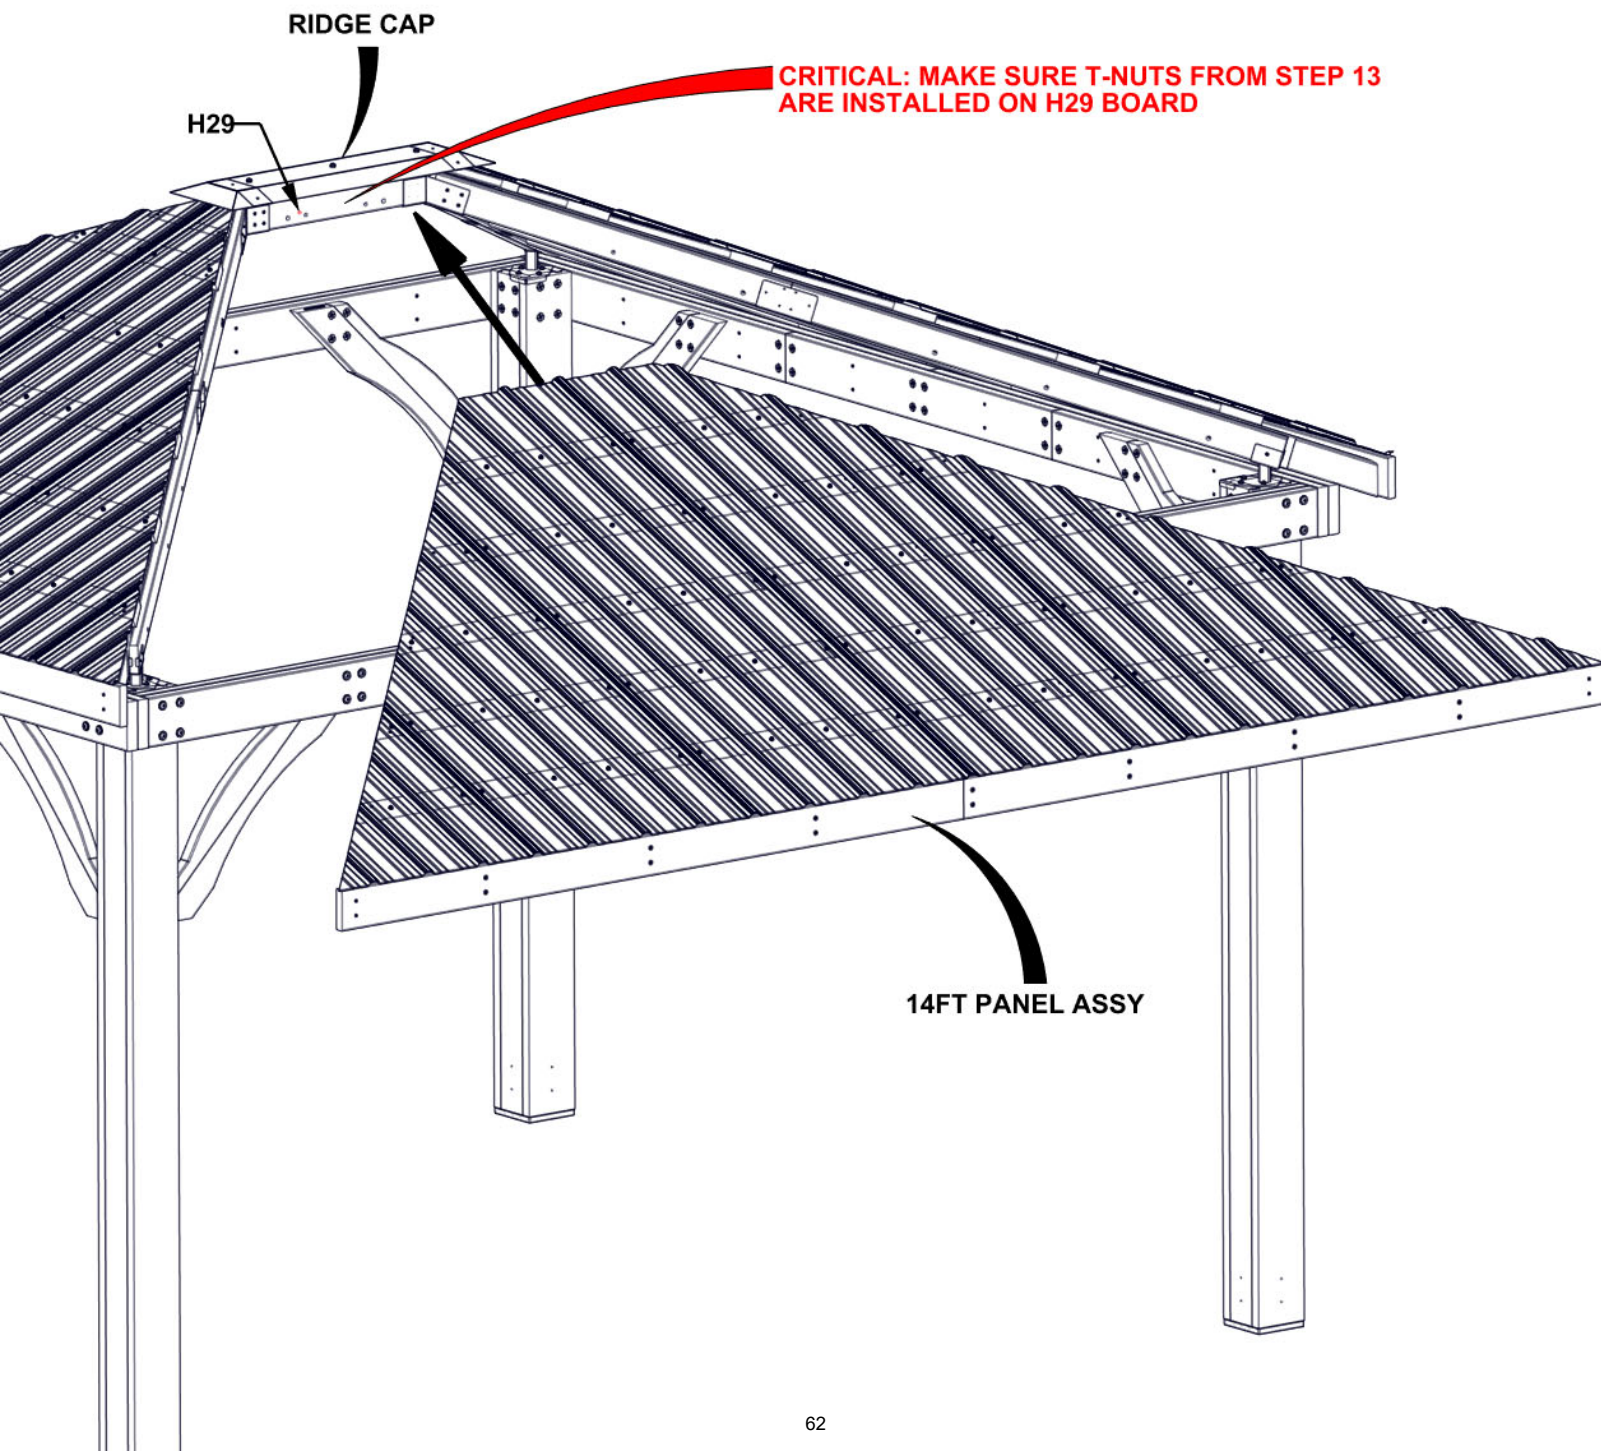 RIDGE CAP
CRITICAL: MAKE SURE T-NUTS FROM STEP 13
ARE INSTALLED ON H29 BOARD
H29
14FT PANEL ASSY
62